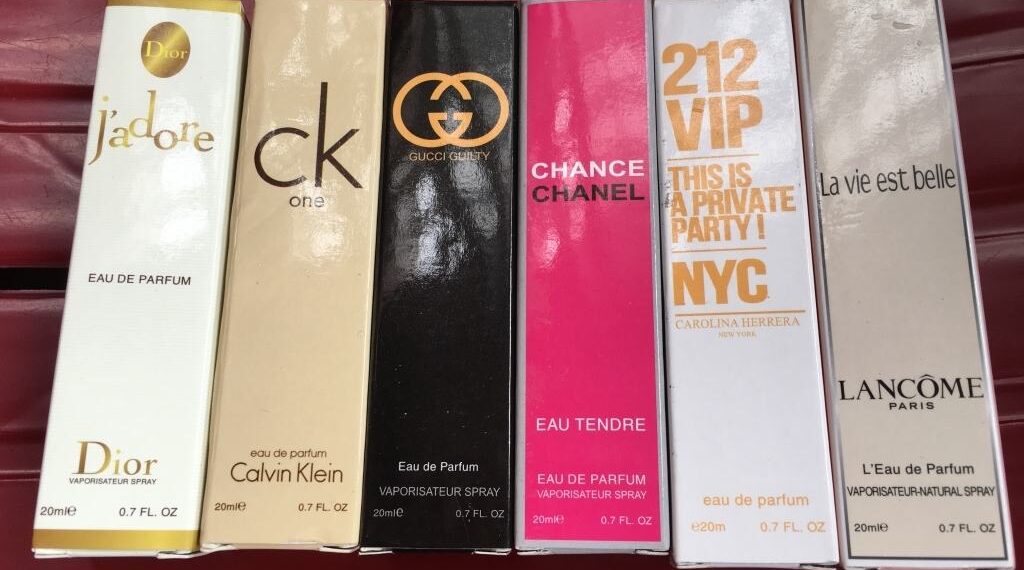 Dior
j'adore
EAU DE PARFUM
Dior
VAPORISATEUR SPRAY
20ml℮ 0.7 FL. OZ
ck
one
eau de parfum
Calvin Klein
20ml℮ 0.7 FL. OZ
GUCCI GUILTY
Eau de Parfum
VAPORISATEUR SPRAY
20ml℮ 0.7 FL. OZ
CHANCE
CHANEL
EAU TENDRE
EAU DE PARFUM
VAPORISATEUR SPRAY
20ml℮ 0.7 FL. OZ
212
VIP
THIS IS
A PRIVATE
PARTY!
NYC
CAROLINA HERRERA
NEW YORK
eau de parfum
℮20m 0.7 FL. OZ
La vie est belle
LANCÔME
PARIS
L'Eau de Parfum
VAPORISATEUR-NATURAL SPRAY
20ml℮ 0.7 FL. OZ